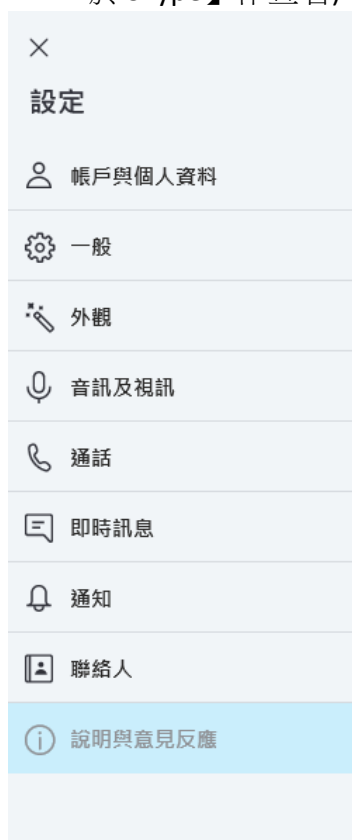 設定
帳戶與個人資料
一般
外觀
音訊及視訊
通話
即時訊息
通知
聯絡人
說明與意見反應